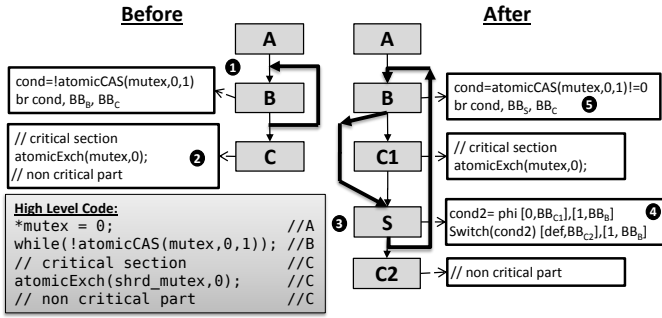 Before
After
A
1
cond=!atomicCAS(mutex,0,1)
br cond, BB_B, BB_C
B
// critical section
atomicExch(mutex,0);
// non critical part
2
C
High Level Code:
*mutex = 0; //A
while(!atomicCAS(mutex,0,1)); //B
// critical section //C
atomicExch(shrd_mutex,0); //C
// non critical part //C
A
B
cond=atomicCAS(mutex,0,1)!=0
br cond, BB_S, BB_C
5
C1
// critical section
atomicExch(mutex,0);
3
S
cond2= phi [0,BB_C1],[1,BB_B]
Switch(cond2) [def,BB_C2],[1, BB_B]
4
C2
// non critical part